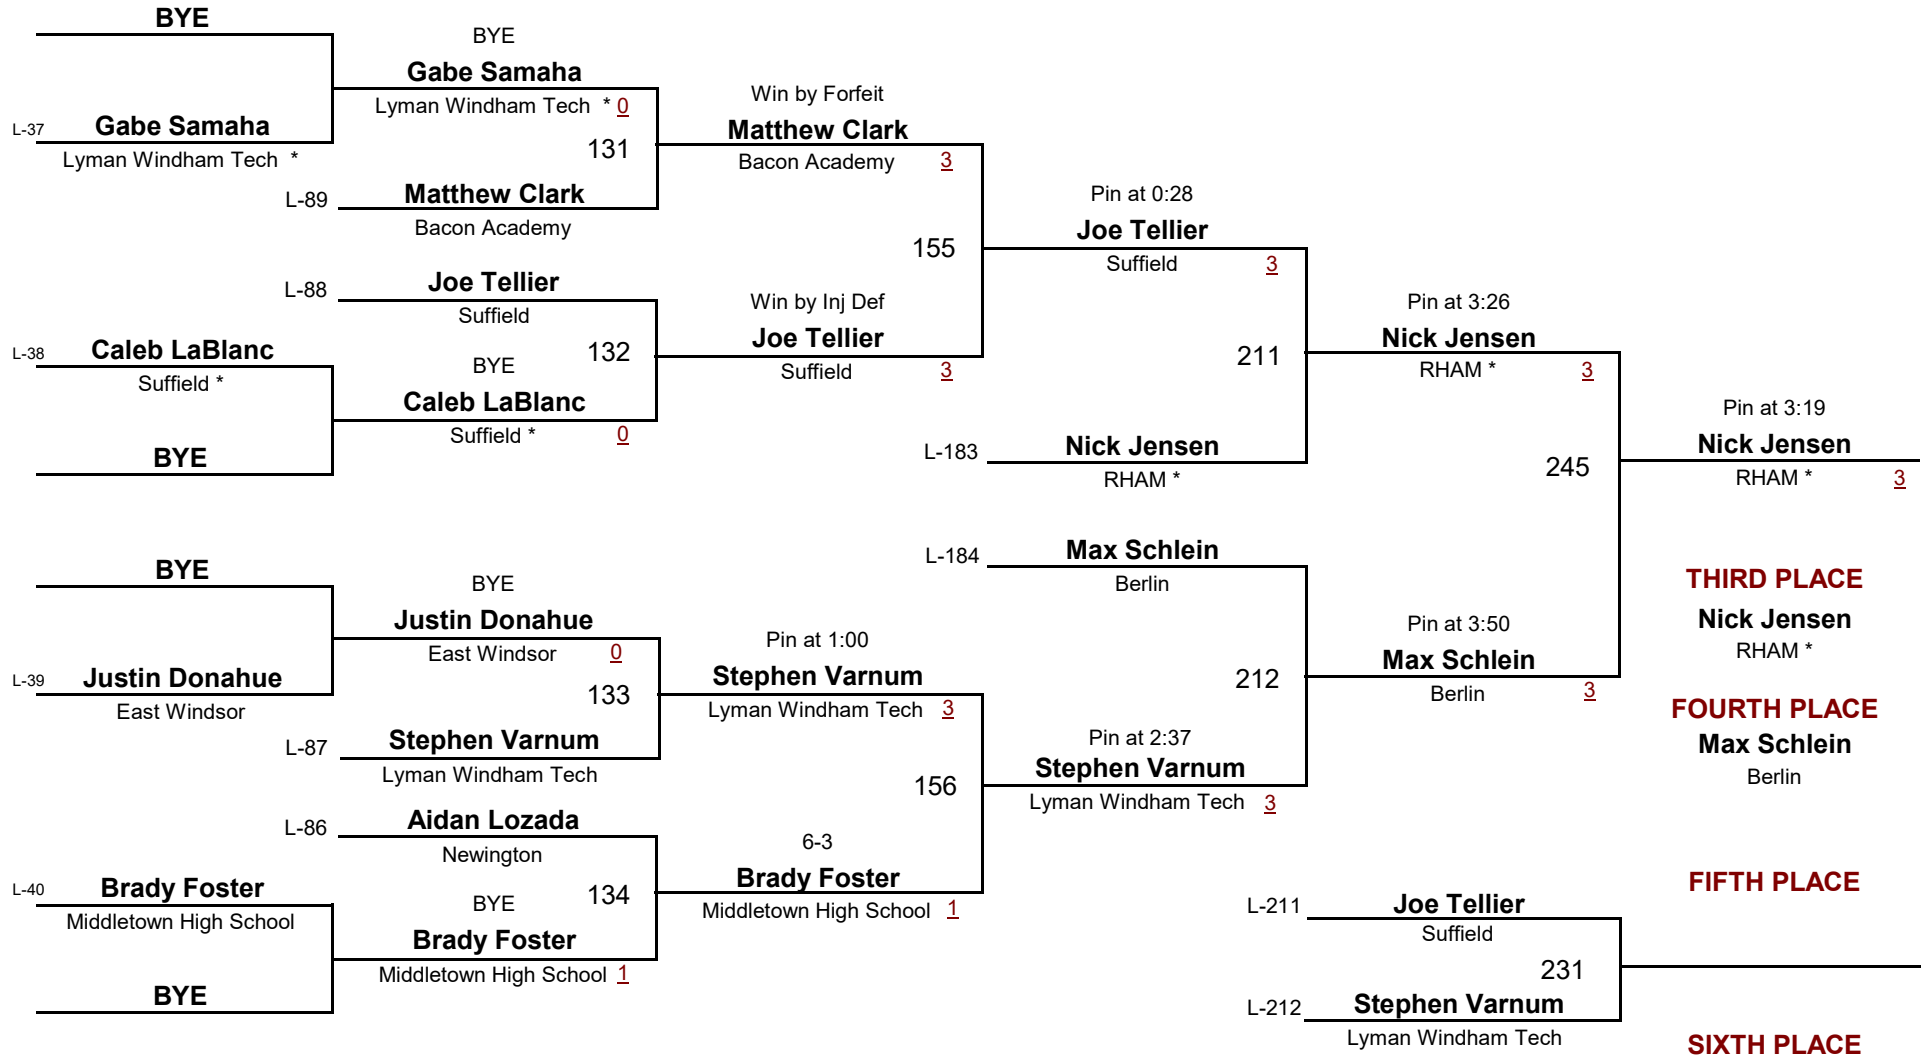 BYE
L-37 Gabe Samaha
Lyman Windham Tech *
L-38 Caleb LaBlanc
Suffield *
BYE
BYE
L-39 Justin Donahue
East Windsor
L-40 Brady Foster
Middletown High School
BYE
BYE
Gabe Samaha
Lyman Windham Tech * 0
131
L-89 Matthew Clark
Bacon Academy
L-88 Joe Tellier
Suffield
132
BYE
Caleb LaBlanc
Suffield * 0
BYE
Justin Donahue
East Windsor 0
133
L-87 Stephen Varnum
Lyman Windham Tech
L-86 Aidan Lozada
Newington
134
BYE
Brady Foster
Middletown High School 1
Win by Forfeit
Matthew Clark
Bacon Academy 3
155
Win by Inj Def
Joe Tellier
Suffield 3
Pin at 1:00
Stephen Varnum
Lyman Windham Tech 3
156
6-3
Brady Foster
Middletown High School 1
Pin at 0:28
Joe Tellier
Suffield 3
211
L-183 Nick Jensen
RHAM *
L-184 Max Schlein
Berlin
212
Pin at 2:37
Stephen Varnum
Lyman Windham Tech 3
Pin at 3:26
Nick Jensen
RHAM * 3
245
Pin at 3:50
Max Schlein
Berlin 3
L-211 Joe Tellier
Suffield
231
L-212 Stephen Varnum
Lyman Windham Tech
Pin at 3:19
Nick Jensen
RHAM * 3
THIRD PLACE
Nick Jensen
RHAM *
FOURTH PLACE
Max Schlein
Berlin
FIFTH PLACE
SIXTH PLACE